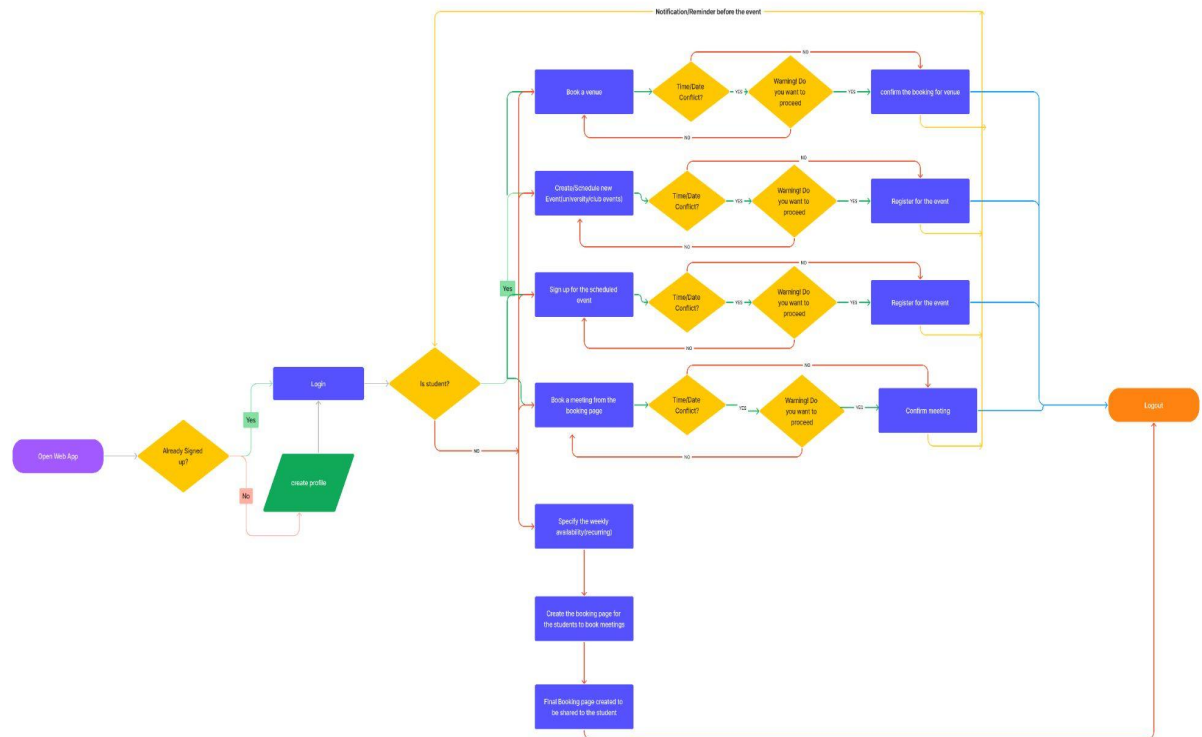 Notification/Reminder before the event
NO
Book a venue
Time/Date
Conflict?
YES
Warning! Do
you want to
proceed
YES
confirm the booking for venue
NO
NO
Create/Schedule new
Event(university/club events)
Time/Date
Conflict?
YES
Warning! Do
you want to
proceed
YES
Register for the event
NO
NO
Yes
Sign up for the scheduled
event
Time/Date
Conflict?
YES
Warning! Do
you want to
proceed
YES
Register for the event
NO
NO
Login
Is student?
Book a meeting from the
booking page
Time/Date
Conflict?
YES
Warning! Do
you want to
proceed
YES
Confirm meeting
Logout
Yes
NO
NO
Open Web App
Already Signed
up?
create profile
No
Specify the weekly
availability(recurring)
Create the booking page for
the students to book meetings
Final Booking page created to
be shared to the student